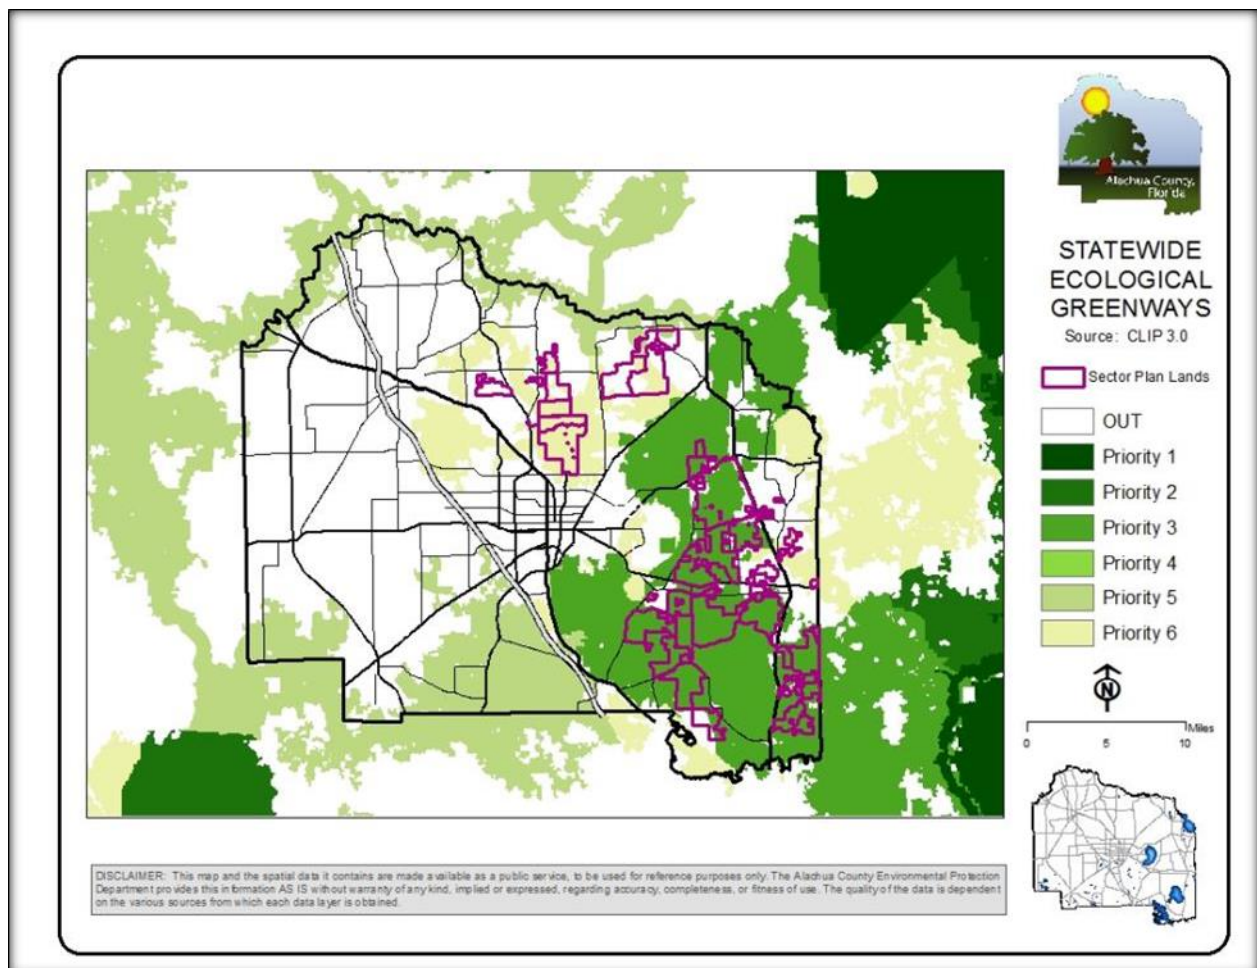 Alachua County,
Florida
STATEWIDE
ECOLOGICAL
GREENWAYS
Source: CLIP 3.0
Sector Plan Lands
OUT
Priority 1
Priority 2
Priority 3
Priority 4
Priority 5
Priority 6
N
Miles
0 5 10
DISCLAIMER: This map and the spatial data it contains are made available as a public service, to be used for reference purposes only. The Alachua County Environmental Protection
Department provides this information AS IS without warranty of any kind, implied or expressed, regarding accuracy, completeness, or fitness of use. The quality of the data is dependent
on the various sources from which each data layer is obtained.